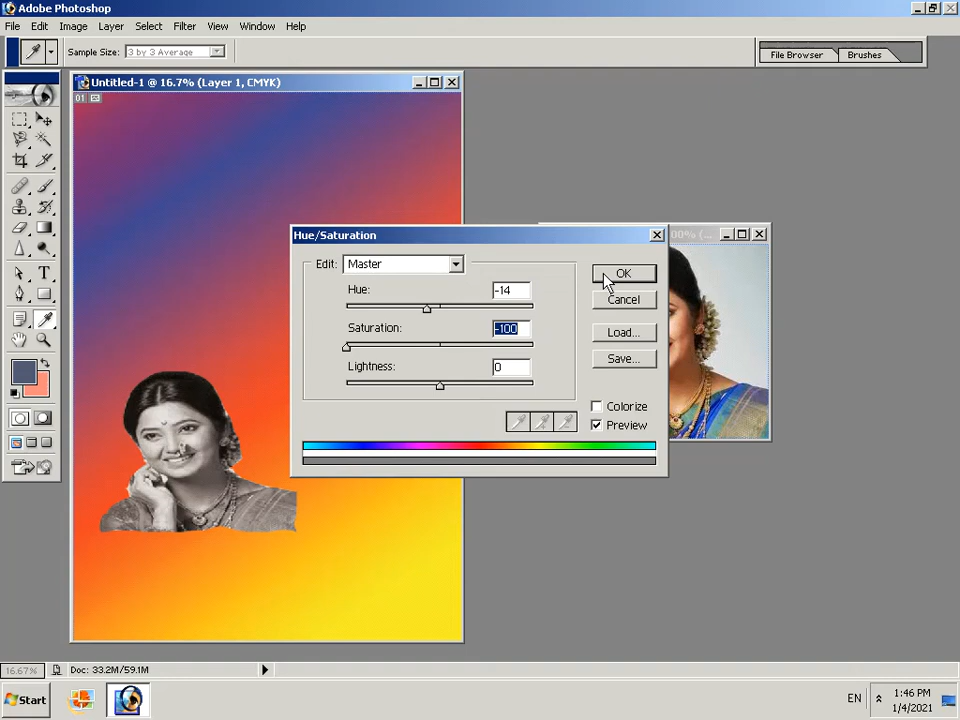 Adobe Photoshop
File Edit Image Layer Select Filter View Window Help
Sample Size: 3 by 3 Average
File Browser Brushes
Untitled-1 @ 16.7% (Layer 1, CMYK)
01
00% (...
Hue/Saturation
Edit: Master
Hue: -14
OK
Cancel
Saturation: -100
Load...
Save...
Lightness: 0
Colorize
Preview
16.67% Doc: 33.2M/59.1M
Start
EN
1:46 PM
1/4/2021